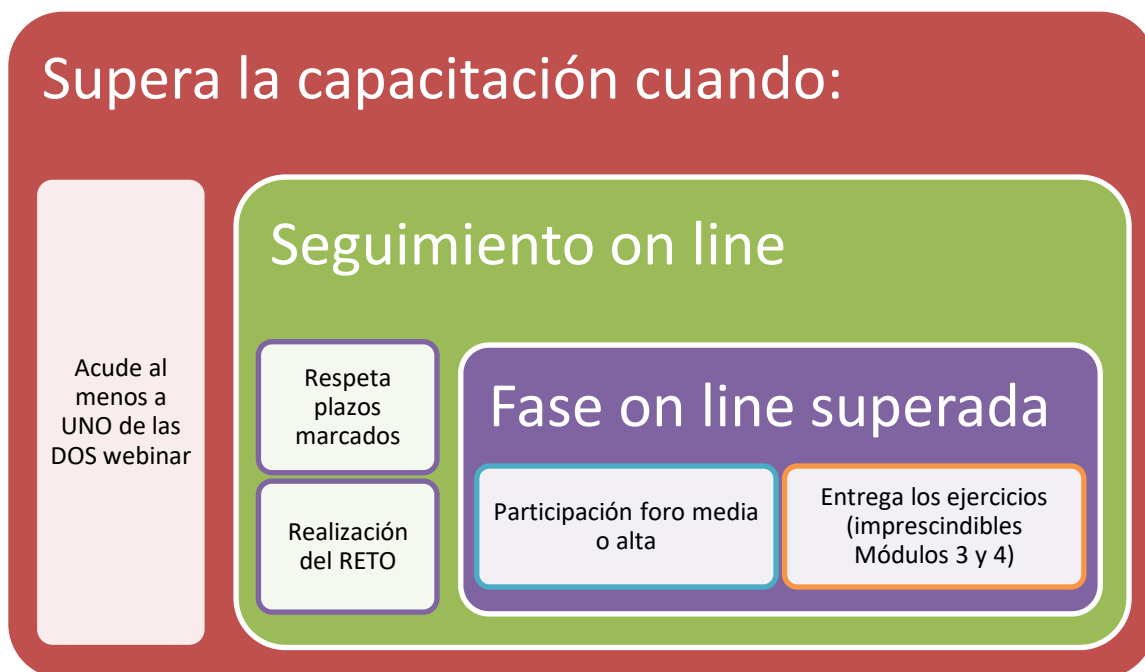 Supera la capacitación cuando:
Acude al
menos a
UNO de las
DOS webinar
Seguimiento on line
Respeta
plazos
marcados
Realización
del RETO
Fase on line superada
Participación foro media
o alta
Entrega los ejercicios
(imprescindibles
Módulos 3 y 4)